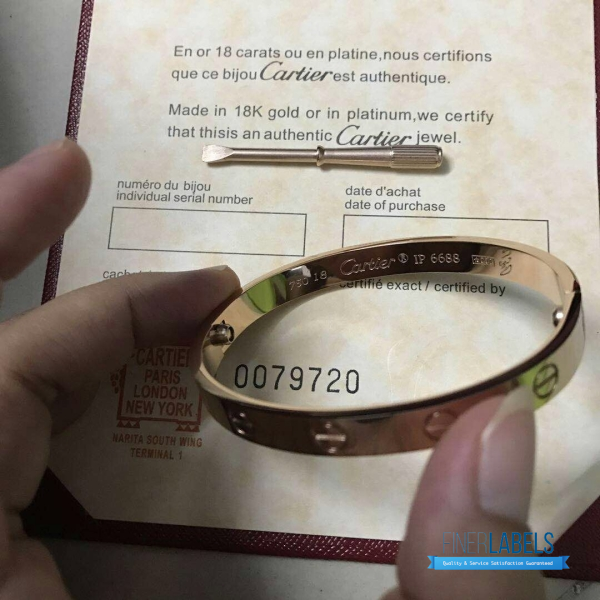 En or 18 carats ou en platine,nous certifions
que ce bijou Cartier est authentique.
Made in 18K gold or in platinum,we certify
that thisis an authentic Cartier jewel.
numéro du bijou
individual serial number
date d'achat
date of purchase
750 18 Cartier ® IP 6688
certifié exact / certified by
0079720
CARTIE
PARIS
LONDON
NEW YORK
NARITA SOUTH WING
TERMINAL 1
FINERLABELS
Quality & Service Satisfaction Guaranteed